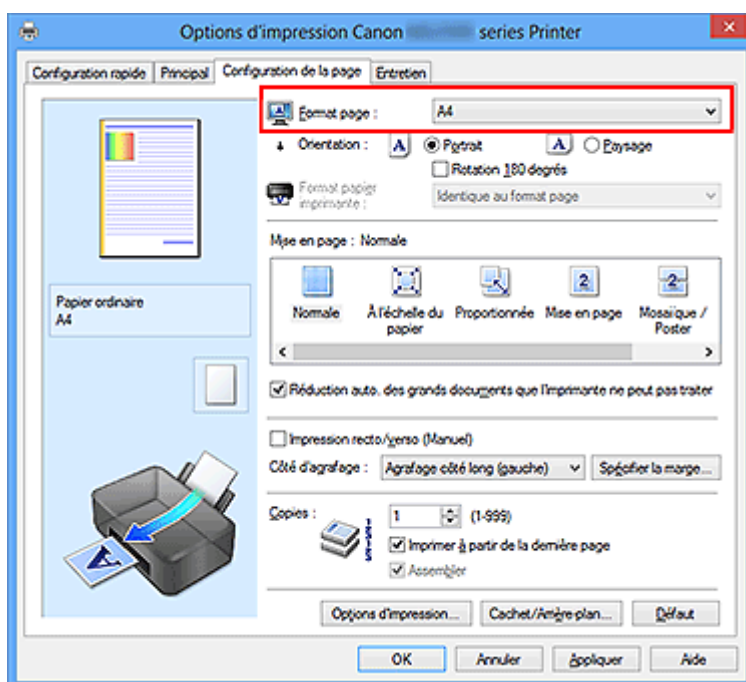 Options d'impression Canon series Printer
Configuration rapide Principal Configuration de la page Entretien
Format page : A4
Orientation : A Portrait A Paysage
Rotation 180 degrés
Format papier imprimante : Identique au format page
Mise en page : Normale
2 -2-
Normale À l'échelle du papier Proportionnée Mise en page Mosaïque / Poster
Papier ordinaire
A4
Réduction auto. des grands documents que l'imprimante ne peut pas traiter
Impression recto/verso (Manuel)
Côté d'agrafage : Agrafage côté long (gauche) Spécifier la marge...
Copies : 1 (1-999)
Imprimer à partir de la dernière page
Assembler
A
Options d'impression... Cachet/Arrière-plan... Défaut
OK Annuler Appliquer Aide